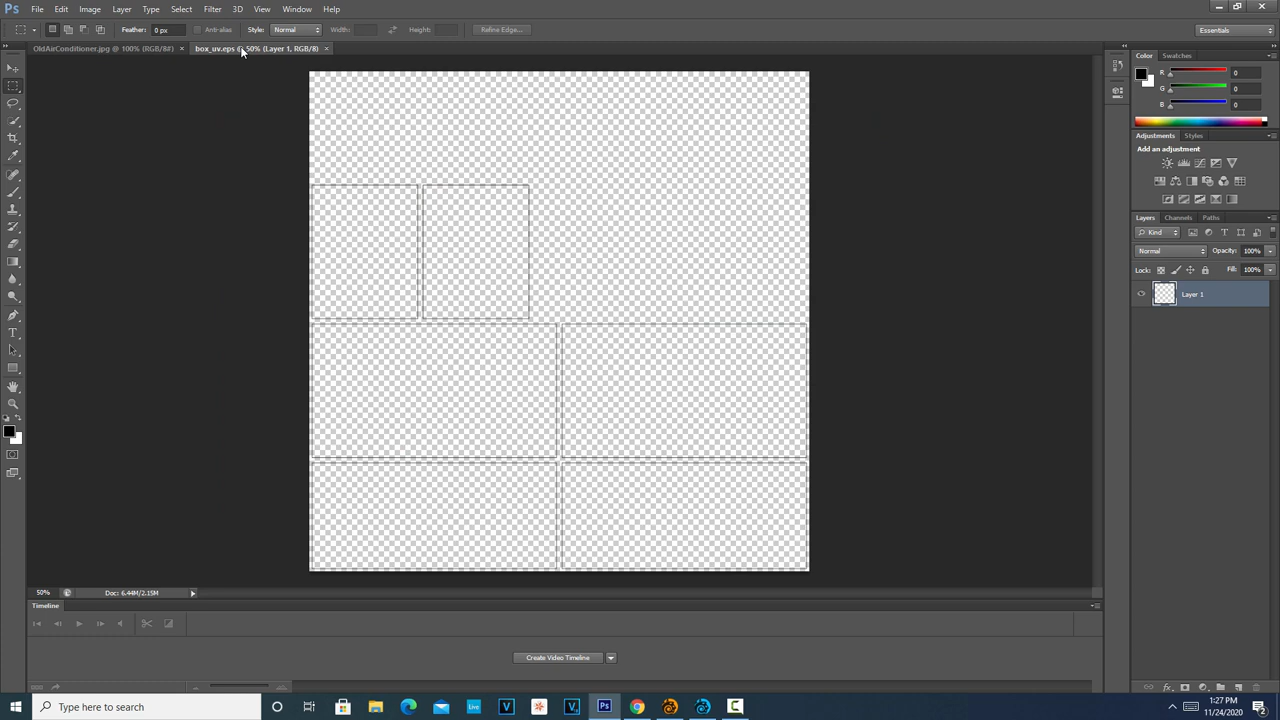 Ps File Edit Image Layer Type Select Filter 3D View Window Help
Feather: 0 px Anti-alias Style: Normal Width: Height: Refine Edge... Essentials
OldAirConditioner.jpg @ 100% (RGB/8#) × box_uv.eps @ 50% (Layer 1, RGB/8) ×
Color Swatches
R 0
G 0
B 0
Adjustments Styles
Add an adjustment
Layers Channels Paths
Kind
Normal Opacity: 100%
Lock: Fill: 100%
Layer 1
50% Doc: 6.44M/2.15M
Timeline
Create Video Timeline
Type here to search
Live V V Ps
1:27 PM
11/24/2020
2